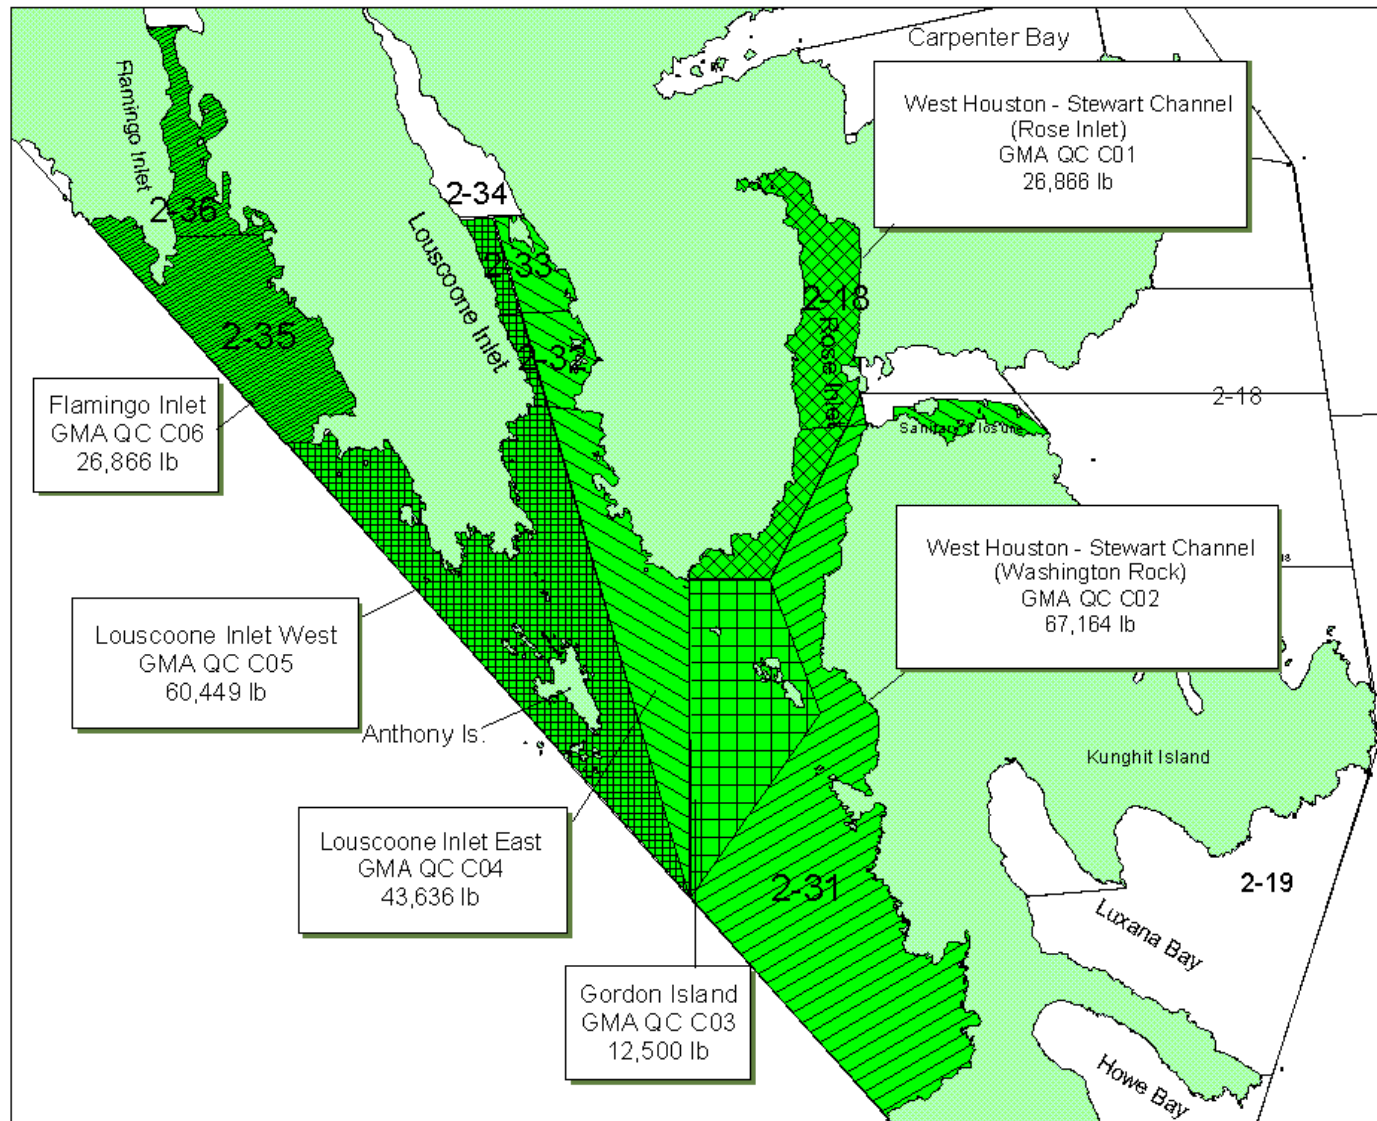 Carpenter Bay
West Houston - Stewart Channel
(Rose Inlet)
GMA QC C01
26,866 lb
Flamingo Inlet
2-36
2-34
Louscoone Inlet
2-33
2-18
2-35
Rose Inlet
2-32
2-18
Sanitary Closure
Flamingo Inlet
GMA QC C06
26,866 lb
West Houston - Stewart Channel
(Washington Rock)
GMA QC C02
67,164 lb
Louscoone Inlet West
GMA QC C05
60,449 lb
Anthony Is.
Kunghit Island
Louscoone Inlet East
GMA QC C04
43,636 lb
2-31
2-19
Luxana Bay
Gordon Island
GMA QC C03
12,500 lb
Howe Bay